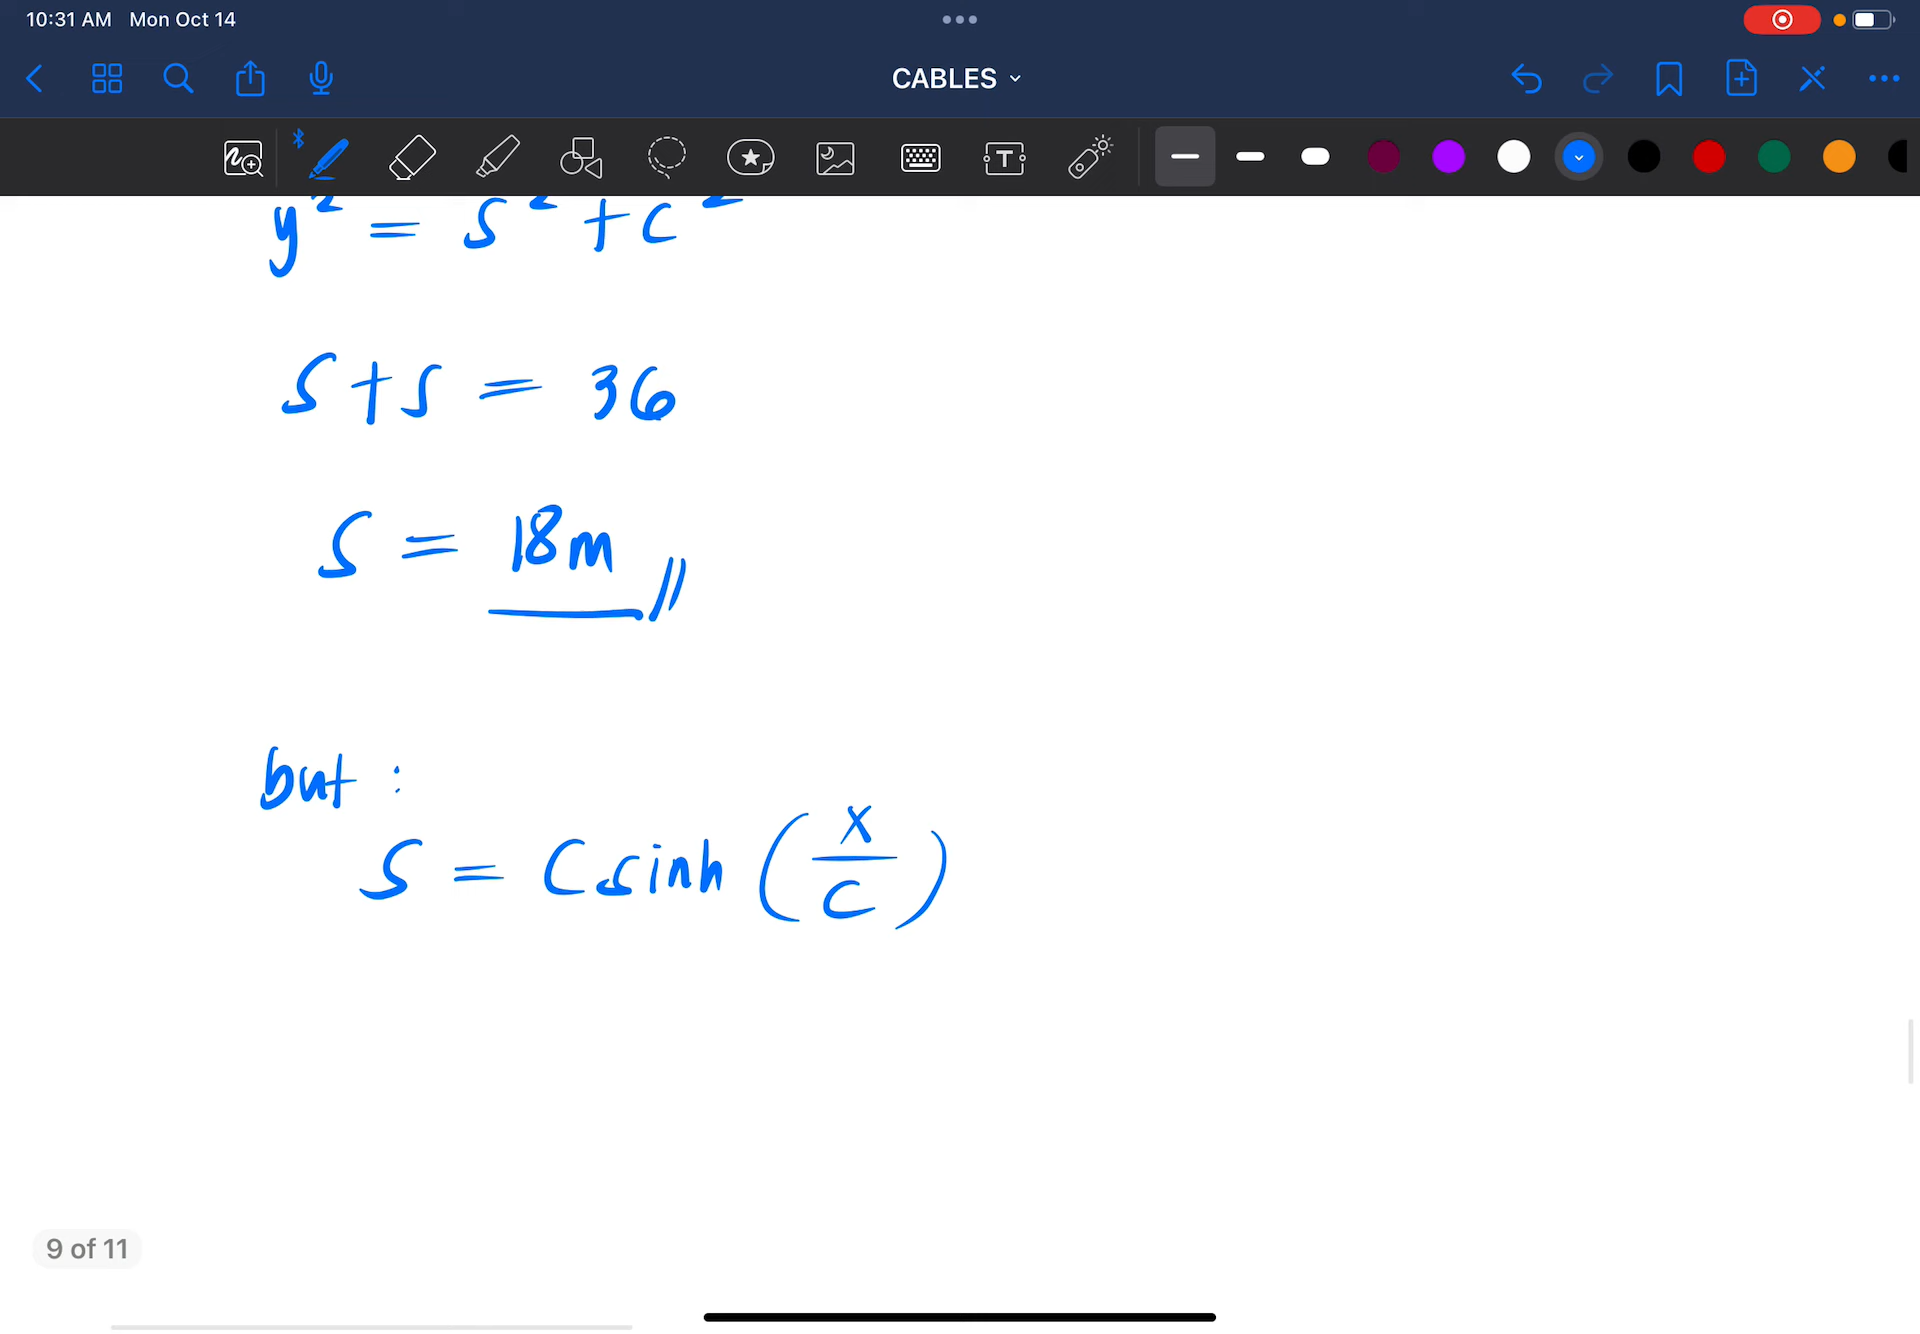 10:31 AM Mon Oct 14
CABLES
y² = s² + c²
S + S = 36
S = 18m //
but :
S = C sinh ( x / c )
9 of 11